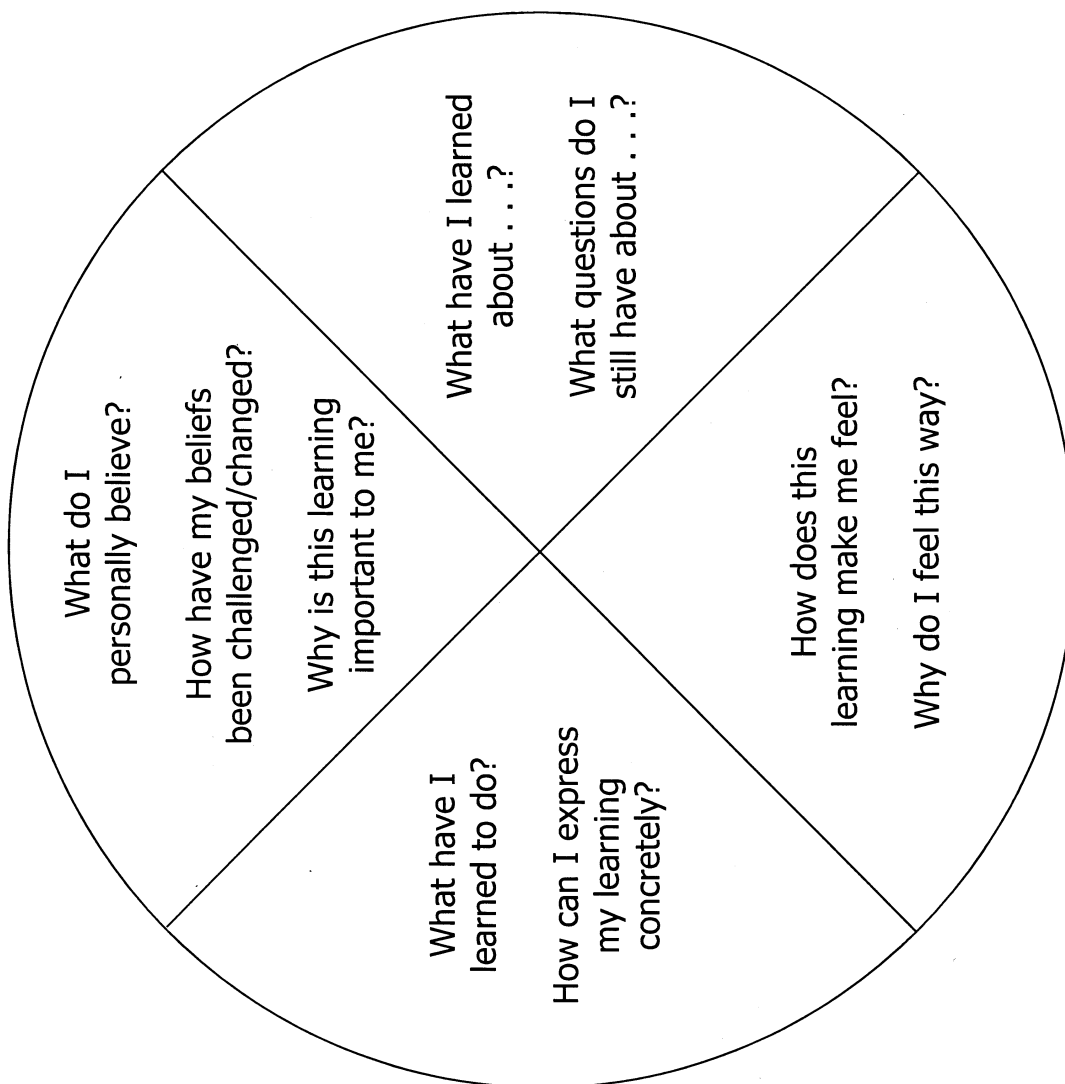 What do I
personally believe?
How have my beliefs
been challenged/changed?
Why is this learning
important to me?
What have I
learned to do?
How can I express
my learning
concretely?
What have I learned
about . . . .?
What questions do I
still have about . . . .?
How does this
learning make me feel?
Why do I feel this way?